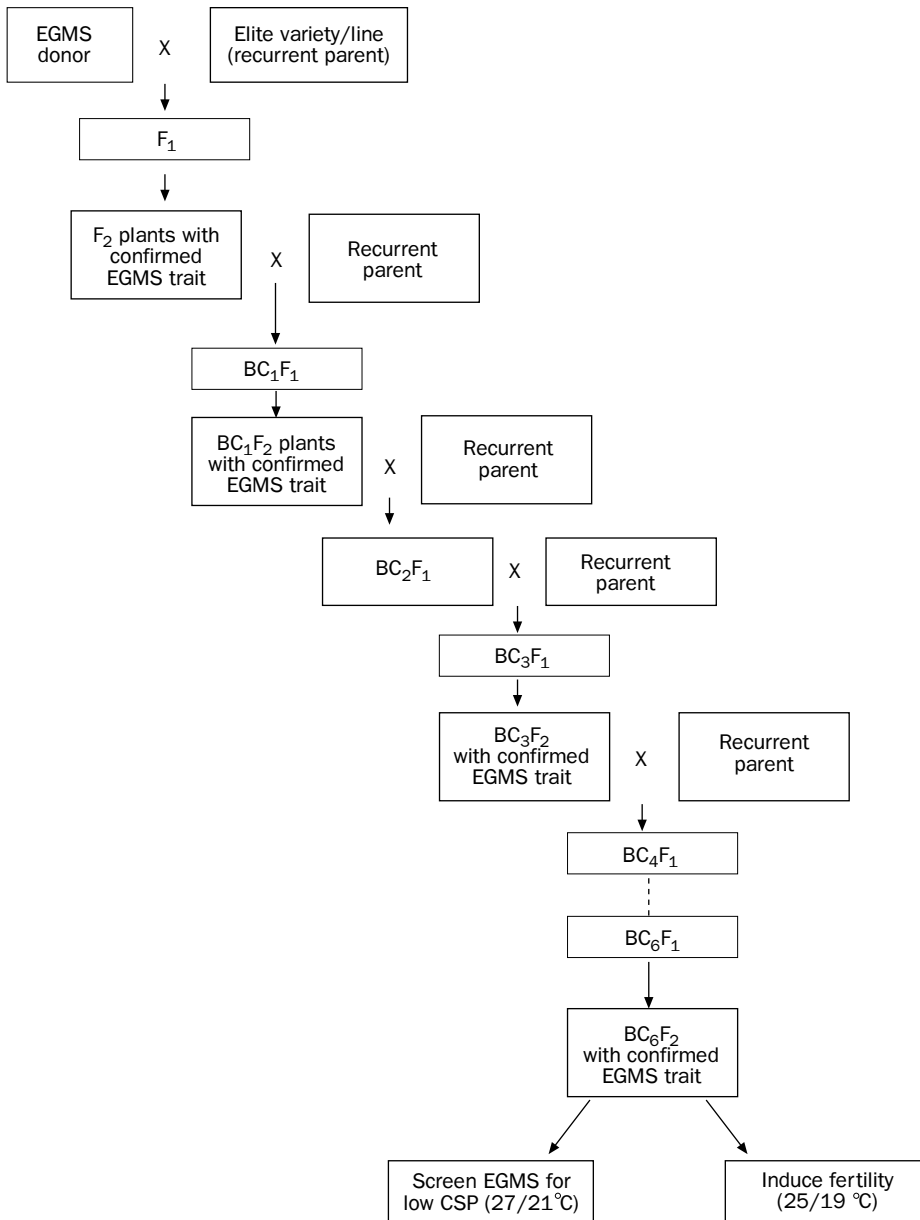 EGMS
donor
X
Elite variety/line
(recurrent parent)
F₁
F₂ plants with
confirmed
EGMS trait
X
Recurrent
parent
BC₁F₁
BC₁F₂ plants
with confirmed
EGMS trait
X
Recurrent
parent
BC₂F₁
X
Recurrent
parent
BC₃F₁
BC₃F₂
with confirmed
EGMS trait
X
Recurrent
parent
BC₄F₁
BC₆F₁
BC₆F₂
with confirmed
EGMS trait
Screen EGMS for
low CSP (27/21°C)
Induce fertility
(25/19 °C)